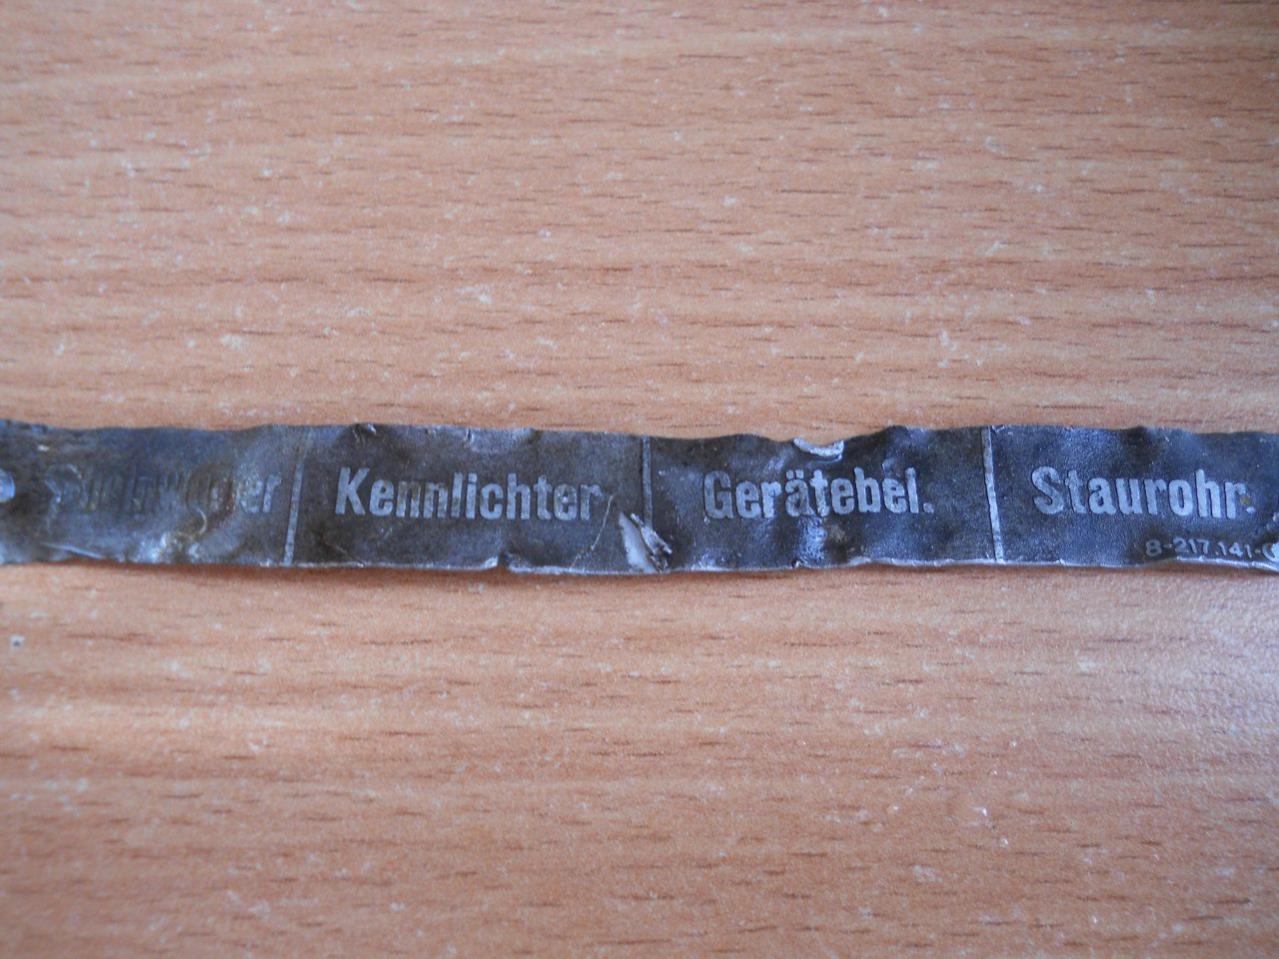 Kennlichter Gerätebel. Staurohr.
8-217.141-